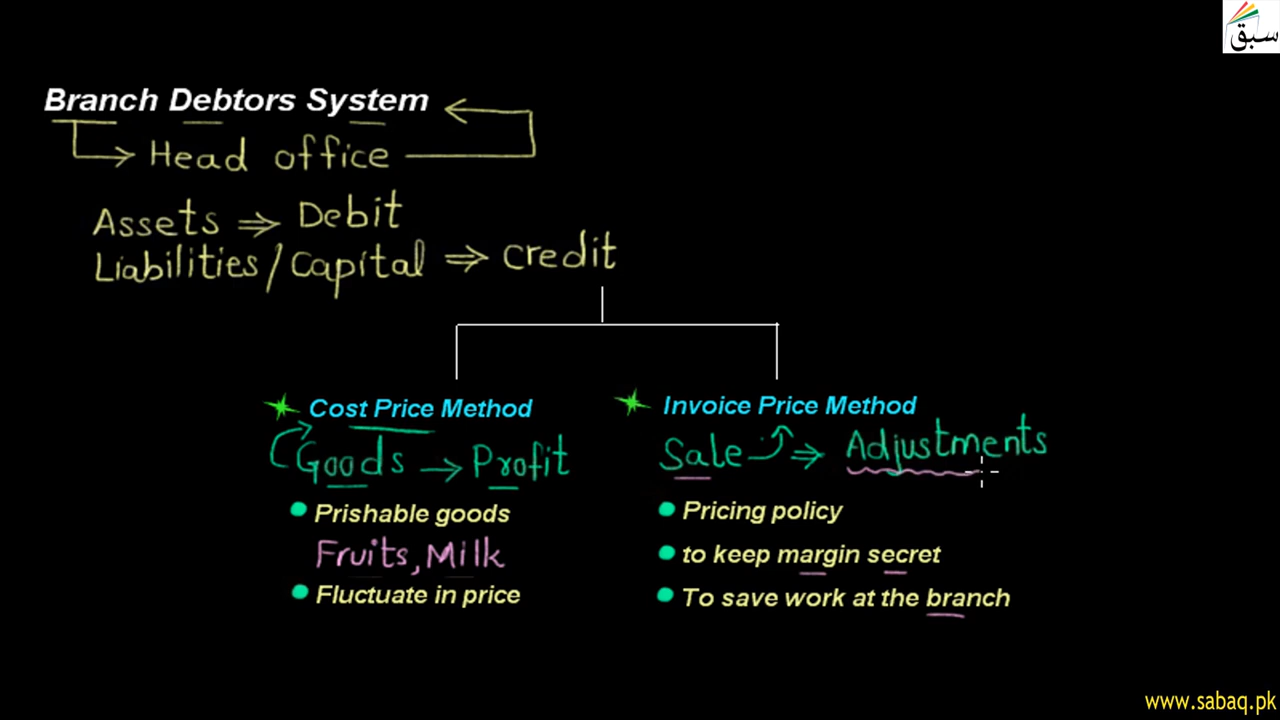 سبق
Branch Debtors System
Head office
Assets ⇒ Debit
Liabilities / Capital ⇒ Credit
Cost Price Method
Goods → Profit
Prishable goods
Fruits, Milk
Fluctuate in price
Invoice Price Method
Sale ⇒ Adjustments
Pricing policy
to keep margin secret
To save work at the branch
www.sabaq.pk